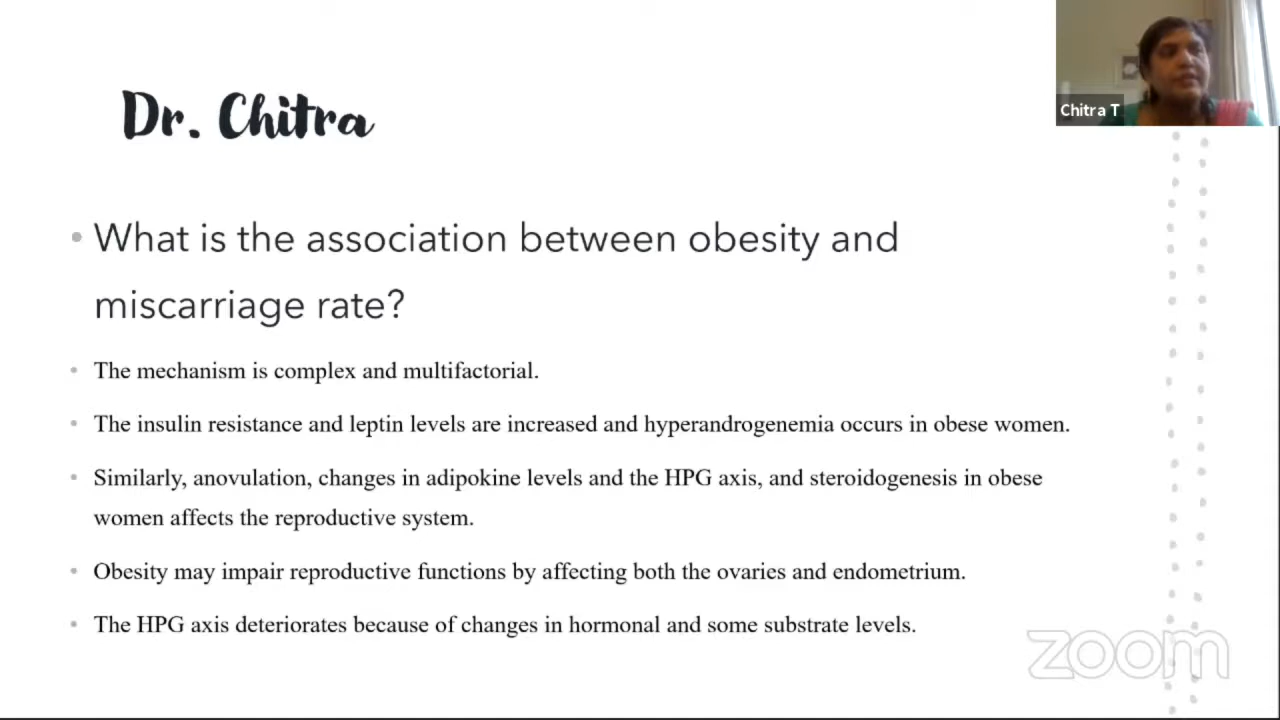 Dr. Chitra
Chitra T
• What is the association between obesity and
miscarriage rate?
• The mechanism is complex and multifactorial.
• The insulin resistance and leptin levels are increased and hyperandrogenemia occurs in obese women.
• Similarly, anovulation, changes in adipokine levels and the HPG axis, and steroidogenesis in obese
women affects the reproductive system.
• Obesity may impair reproductive functions by affecting both the ovaries and endometrium.
• The HPG axis deteriorates because of changes in hormonal and some substrate levels.
zoom